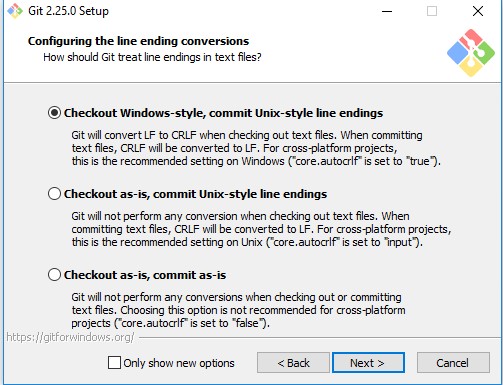 Git 2.25.0 Setup
Configuring the line ending conversions
How should Git treat line endings in text files?
Checkout Windows-style, commit Unix-style line endings
Git will convert LF to CRLF when checking out text files. When committing
text files, CRLF will be converted to LF. For cross-platform projects,
this is the recommended setting on Windows ("core.autocrlf" is set to "true").
Checkout as-is, commit Unix-style line endings
Git will not perform any conversion when checking out text files. When
committing text files, CRLF will be converted to LF. For cross-platform projects,
this is the recommended setting on Unix ("core.autocrlf" is set to "input").
Checkout as-is, commit as-is
Git will not perform any conversions when checking out or committing
text files. Choosing this option is not recommended for cross-platform
projects ("core.autocrlf" is set to "false").
https://gitforwindows.org/
Only show new options
< Back
Next >
Cancel